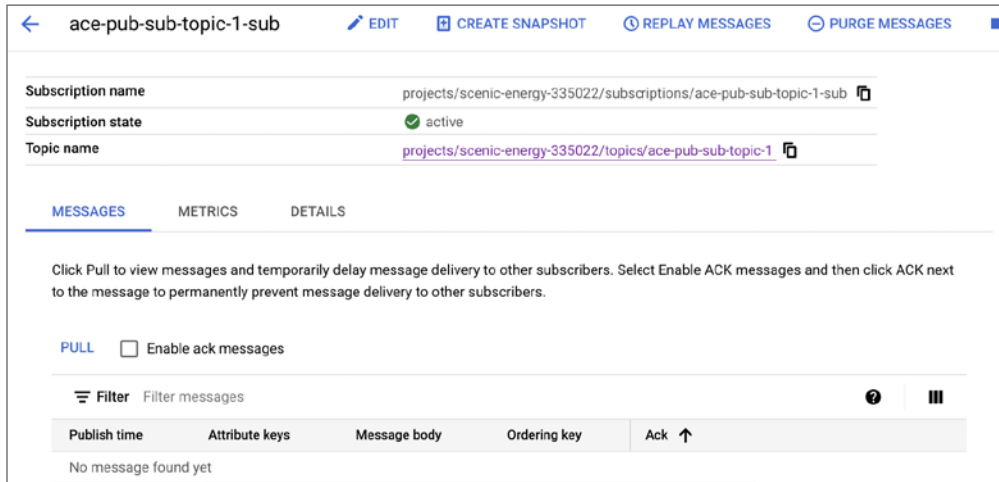 ace-pub-sub-topic-1-sub EDIT CREATE SNAPSHOT REPLAY MESSAGES PURGE MESSAGES
Subscription name projects/scenic-energy-335022/subscriptions/ace-pub-sub-topic-1-sub
Subscription state active
Topic name projects/scenic-energy-335022/topics/ace-pub-sub-topic-1
MESSAGES METRICS DETAILS
Click Pull to view messages and temporarily delay message delivery to other subscribers. Select Enable ACK messages and then click ACK next
to the message to permanently prevent message delivery to other subscribers.
PULL Enable ack messages
Filter Filter messages
Publish time Attribute keys Message body Ordering key Ack
No message found yet